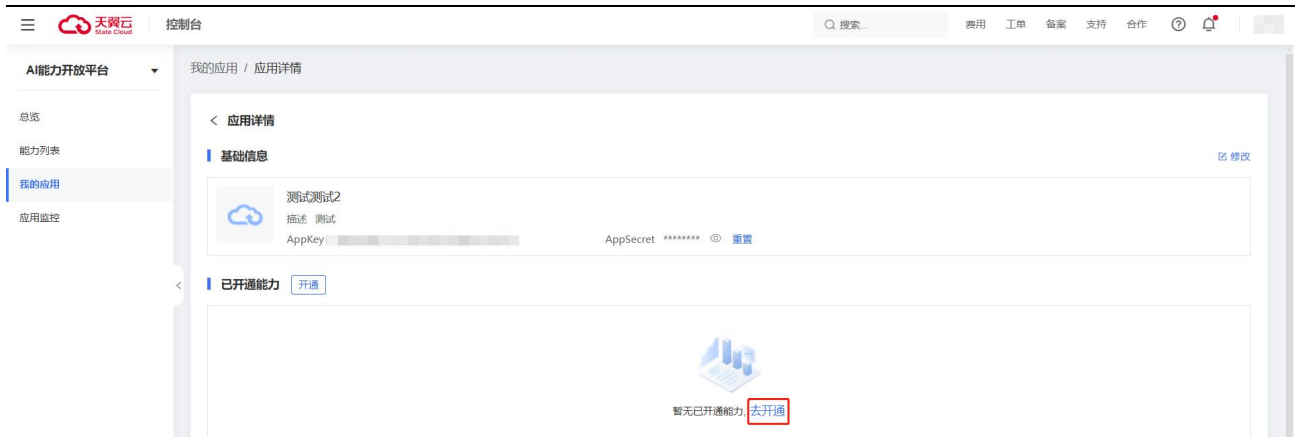 天翼云
State Cloud
控制台
搜索...
费用 工单 备案 支持 合作
AI能力开放平台
我的应用 / 应用详情
总览
能力列表
我的应用
应用监控
< 应用详情
基础信息
修改
测试测试2
描述 测试
AppKey
AppSecret ******** 重置
已开通能力 开通
暂无已开通能力,去开通